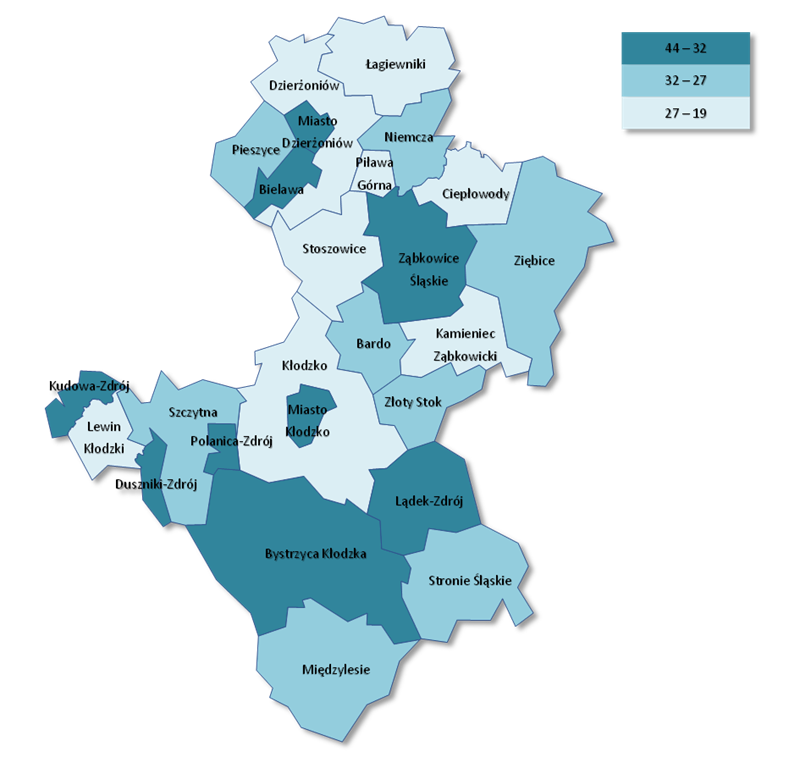 44 – 32
32 – 27
27 – 19
Łagiewniki
Dzierżoniów
Miasto
Dzierżoniów
Niemcza
Pieszyce
Piława
Górna
Bielawa
Ciepłowody
Stoszowice
Ząbkowice
Śląskie
Ziębice
Bardo
Kamieniec
Ząbkowicki
Kłodzko
Kudowa-Zdrój
Złoty Stok
Szczytna
Miasto
Kłodzko
Lewin
Kłodzki
Polanica-Zdrój
Duszniki-Zdrój
Lądek-Zdrój
Bystrzyca Kłodzka
Stronie Śląskie
Międzylesie